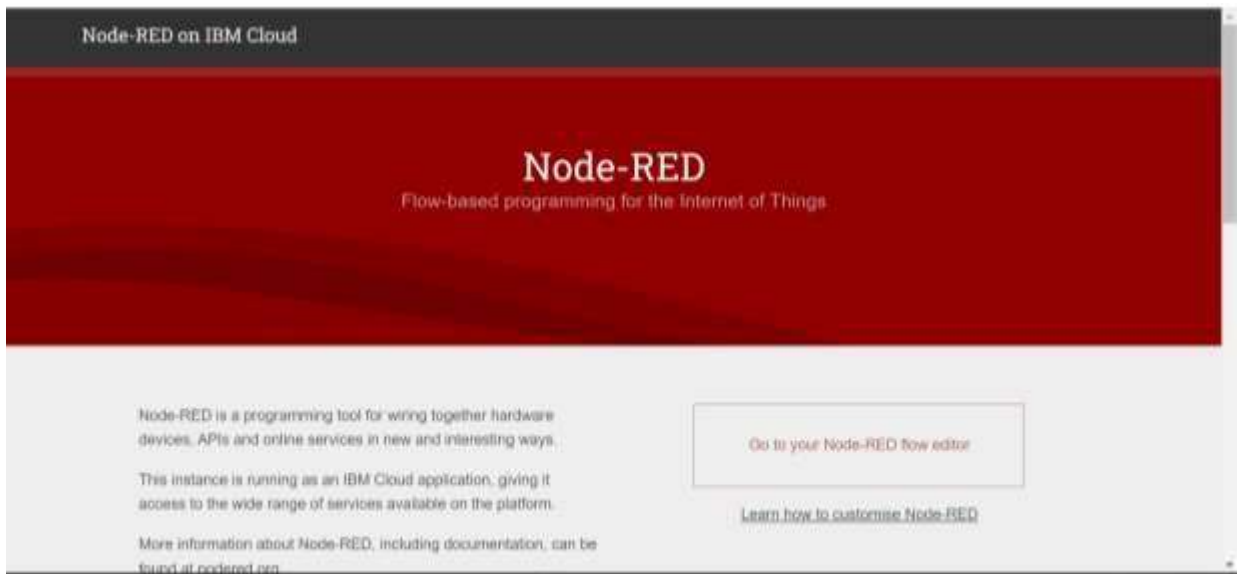 Node-RED on IBM Cloud
Node-RED
Flow-based programming for the Internet of Things
Node-RED is a programming tool for wiring together hardware
devices, APIs and online services in new and interesting ways.
This instance is running as an IBM Cloud application, giving it
access to the wide range of services available on the platform.
More information about Node-RED, including documentation, can be
found at nodered.org.
Go to your Node-RED flow editor
Learn how to customise Node-RED